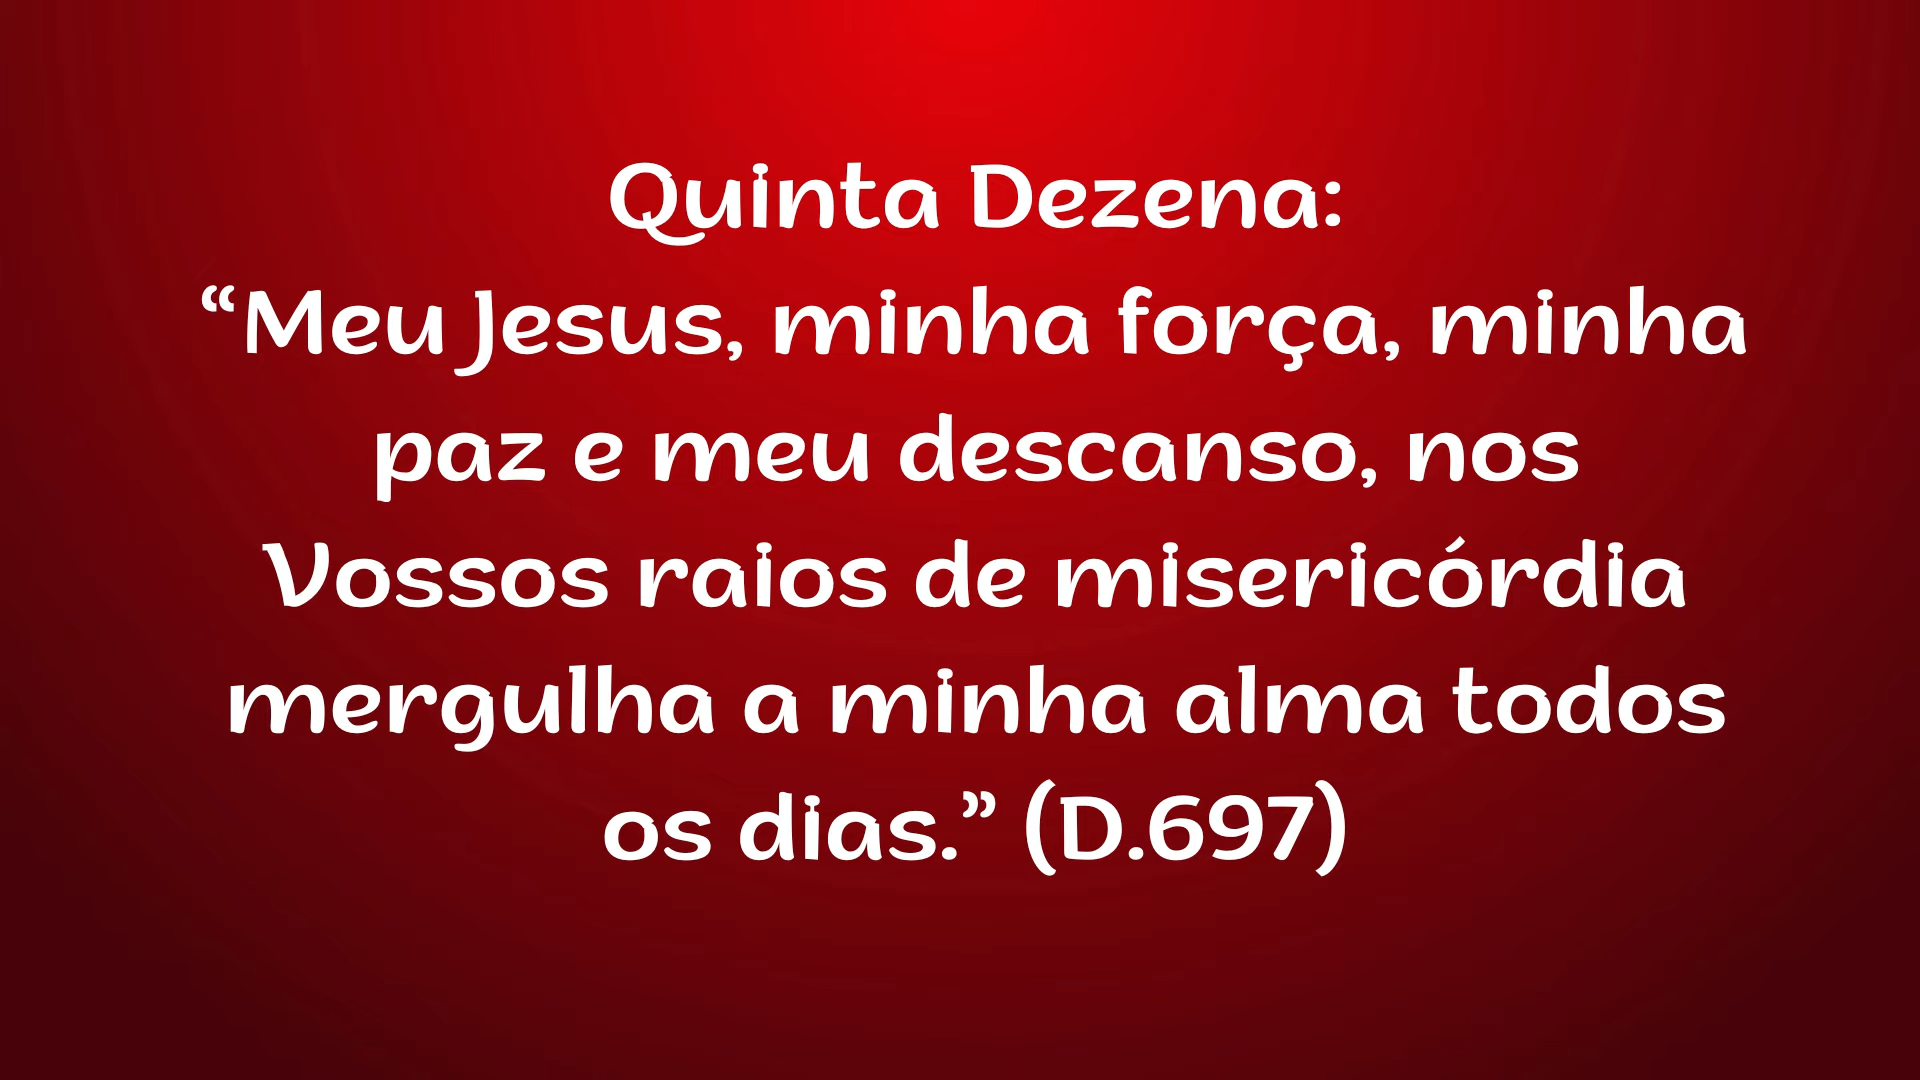 Quinta Dezena:
“Meu Jesus, minha força, minha
paz e meu descanso, nos
Vossos raios de misericórdia
mergulha a minha alma todos
os dias.” (D.697)